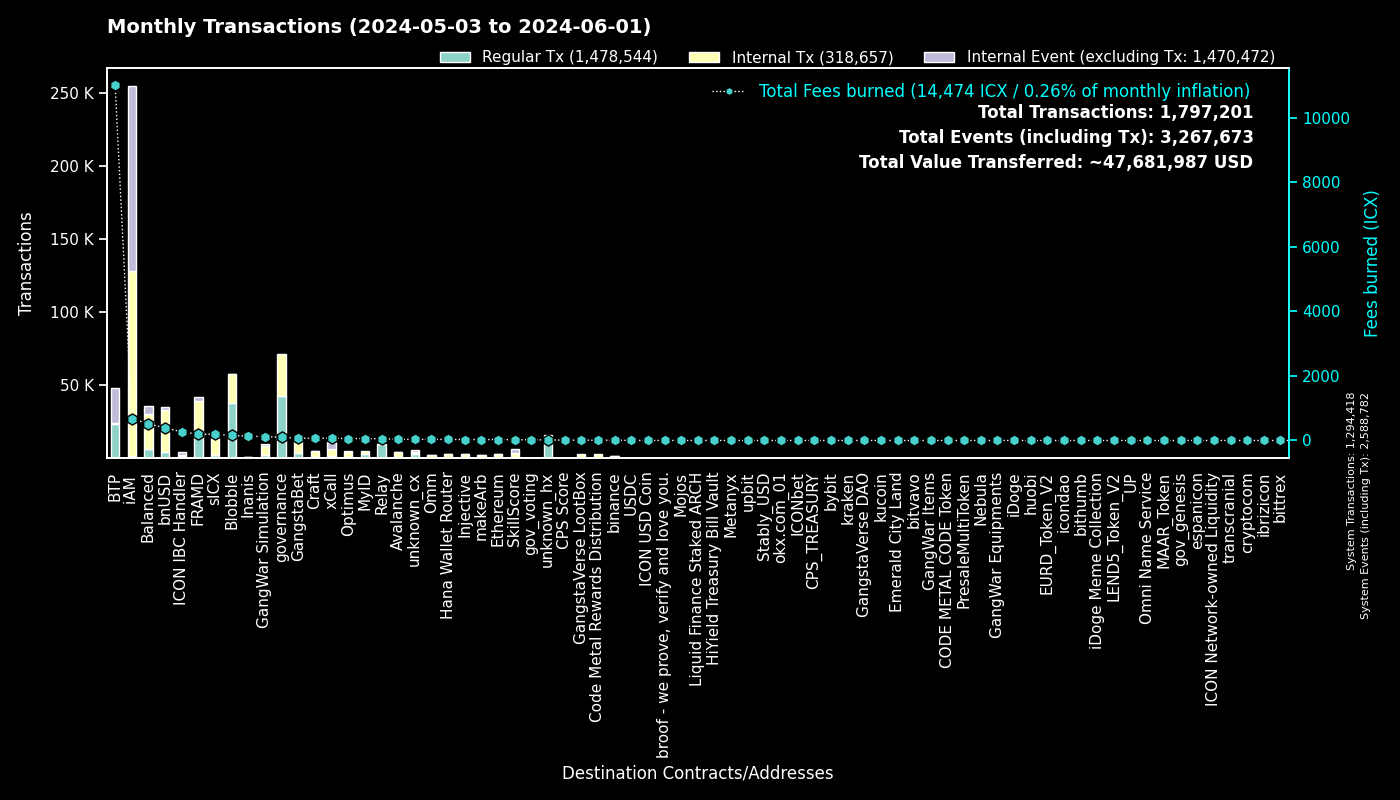 Monthly Transactions (2024-05-03 to 2024-06-01)
Regular Tx (1,478,544)
Internal Tx (318,657)
Internal Event (excluding Tx: 1,470,472)
Total Fees burned (14,474 ICX / 0.26% of monthly inflation)
Total Transactions: 1,797,201
Total Events (including Tx): 3,267,673
Total Value Transferred: ~47,681,987 USD
Transactions
250 K
200 K
150 K
100 K
50 K
10000
8000
6000
4000
2000
0
Fees burned (ICX)
System Transactions: 1,294,418
System Events (including Tx): 2,588,782
BTP
iAM
Balanced
bnUSD
ICON IBC Handler
FRAMD
sICX
Blobble
Inanis
GangWar Simulation
governance
GangstaBet
Craft
xCall
Optimus
MyID
Relay
Avalanche
unknown_cx
Omm
Hana Wallet Router
Injective
makeArb
Ethereum
SkillScore
gov_voting
unknown_hx
CPS_Score
GangstaVerse LootBox
Code Metal Rewards Distribution
binance
USDC
ICON USD Coin
broof - we prove, verify and love you.
Mojos
Liquid Finance Staked ARCH
HiYield Treasury Bill Vault
Metanyx
upbit
Stably_USD
okx.com_01
ICONbet
CPS_TREASURY
bybit
kraken
GangstaVerse DAO
kucoin
Emerald City Land
bitvavo
GangWar Items
CODE METAL CODE Token
PresaleMultiToken
Nebula
GangWar Equipments
iDoge
huobi
EURD_Token_V2
icondao
bithumb
iDoge Meme Collection
LEND5_Token_V2
_UP
Omni Name Service
MAAR_Token
gov_genesis
espanicon
ICON Network-owned Liquidity
transcranial
cryptocom
ibrizicon
bittrex
Destination Contracts/Addresses